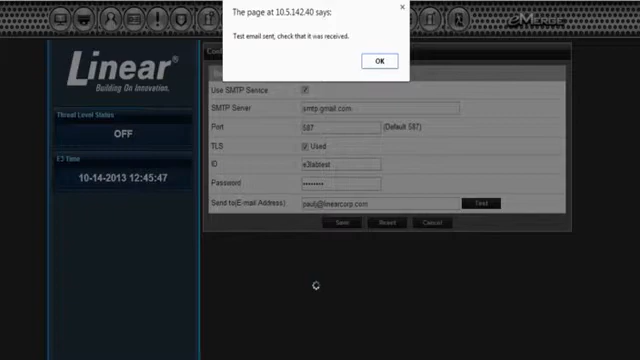 The page at 10.5.142.40 says:
Test email sent, check that it was received.
OK
eMERGE
Linear®
Building On Innovation.
Threat Level Status
OFF
E3 Time
10-14-2013 12:45:47
Use SMTP Service
SMTP Server smtp.gmail.com
Port 587 (Default 587)
TLS Used
ID e3labtest
Password ••••••••
Send to(E-mail Address) paulj@linearcorp.com Test
Save Reset Cancel